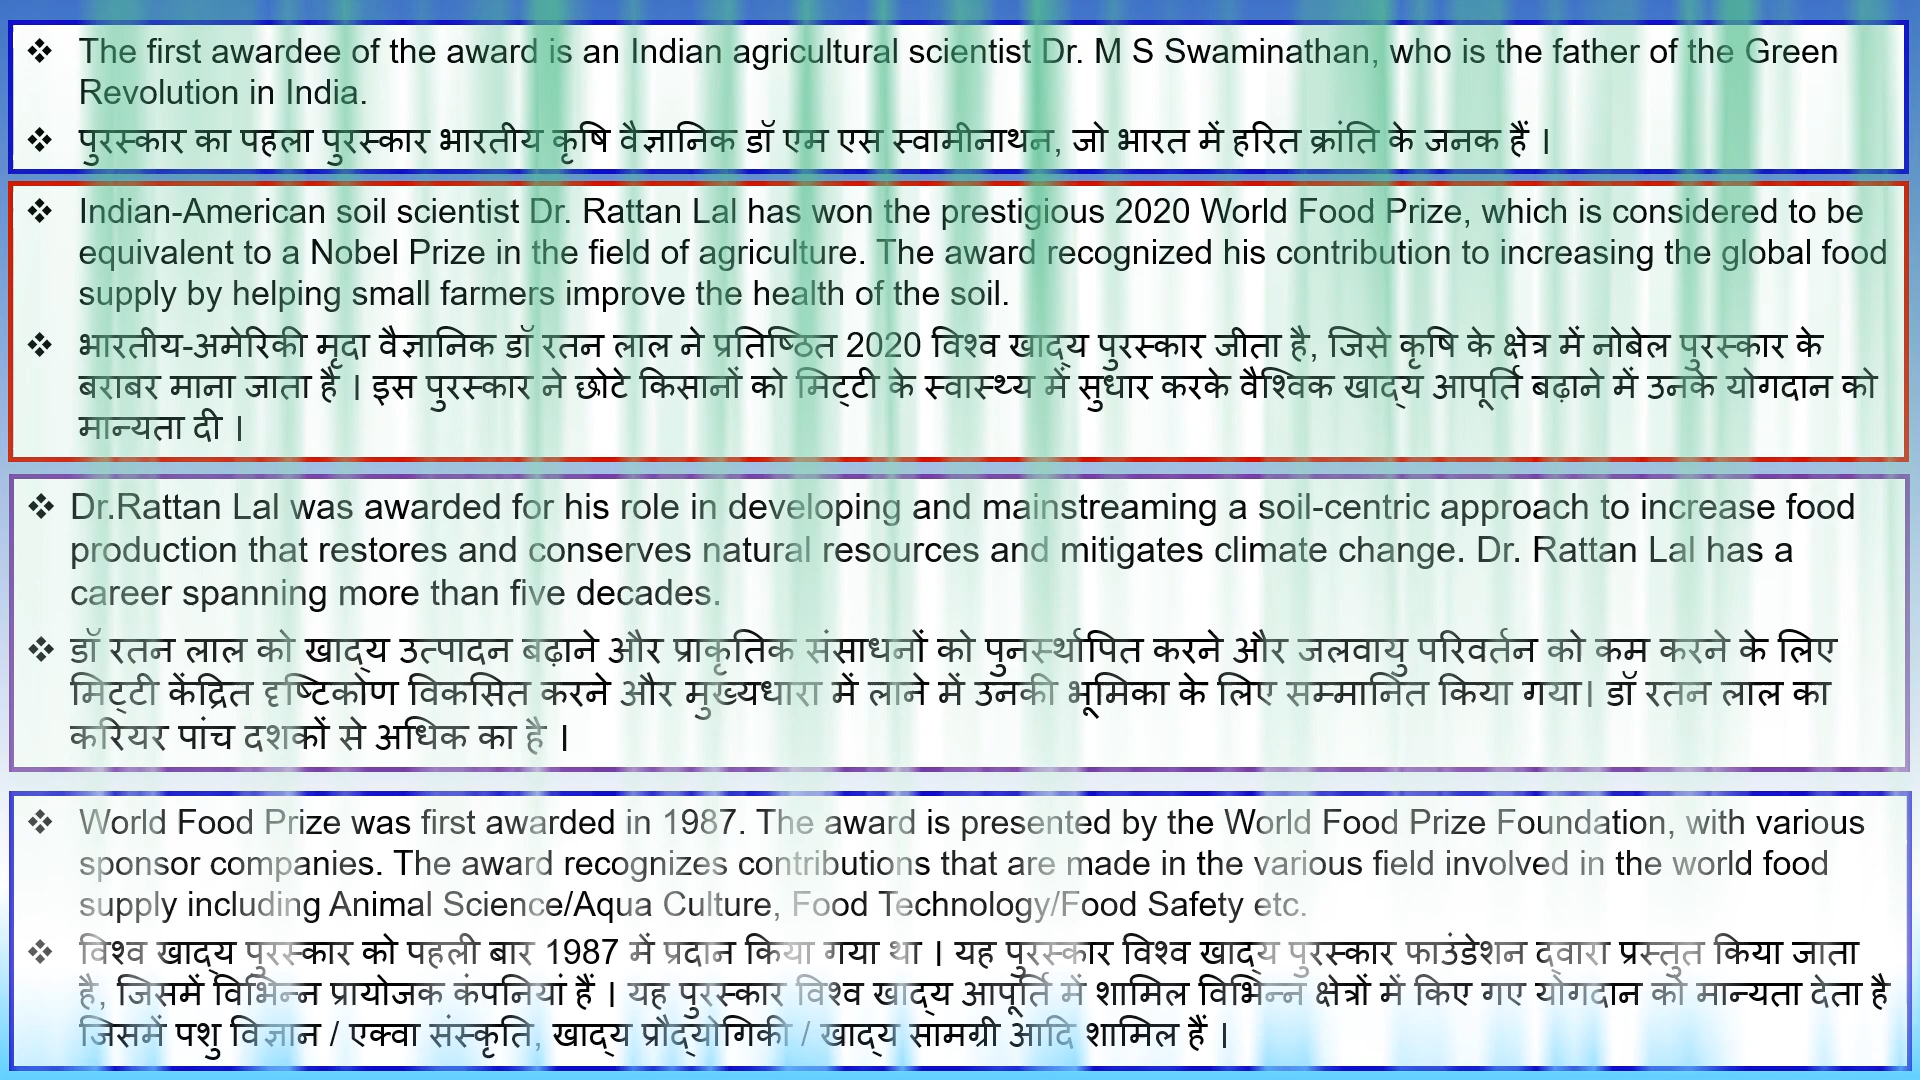 ❖ The first awardee of the award is an Indian agricultural scientist Dr. M S Swaminathan, who is the father of the Green
Revolution in India.
❖ पुरस्कार का पहला पुरस्कार भारतीय कृषि वैज्ञानिक डॉ एम एस स्वामीनाथन, जो भारत में हरित क्रांति के जनक हैं ।
❖ Indian-American soil scientist Dr. Rattan Lal has won the prestigious 2020 World Food Prize, which is considered to be
equivalent to a Nobel Prize in the field of agriculture. The award recognized his contribution to increasing the global food
supply by helping small farmers improve the health of the soil.
❖ भारतीय-अमेरिकी मृदा वैज्ञानिक डॉ रतन लाल ने प्रतिष्ठित 2020 विश्व खाद्य पुरस्कार जीता है, जिसे कृषि के क्षेत्र में नोबेल पुरस्कार के
बराबर माना जाता है । इस पुरस्कार ने छोटे किसानों को मिट्टी के स्वास्थ्य में सुधार करके वैश्विक खाद्य आपूर्ति बढ़ाने में उनके योगदान को
मान्यता दी ।
❖ Dr.Rattan Lal was awarded for his role in developing and mainstreaming a soil-centric approach to increase food
production that restores and conserves natural resources and mitigates climate change. Dr. Rattan Lal has a
career spanning more than five decades.
❖ डॉ रतन लाल को खाद्य उत्पादन बढ़ाने और प्राकृतिक संसाधनों को पुनर्स्थापित करने और जलवायु परिवर्तन को कम करने के लिए
मिट्टी केंद्रित दृष्टिकोण विकसित करने और मुख्यधारा में लाने में उनकी भूमिका के लिए सम्मानित किया गया। डॉ रतन लाल का
करियर पांच दशकों से अधिक का है ।
❖ World Food Prize was first awarded in 1987. The award is presented by the World Food Prize Foundation, with various
sponsor companies. The award recognizes contributions that are made in the various field involved in the world food
supply including Animal Science/Aqua Culture, Food Technology/Food Safety etc.
❖ विश्व खाद्य पुरस्कार को पहली बार 1987 में प्रदान किया गया था । यह पुरस्कार विश्व खाद्य पुरस्कार फाउंडेशन द्वारा प्रस्तुत किया जाता
है, जिसमें विभिन्न प्रायोजक कंपनियां हैं । यह पुरस्कार विश्व खाद्य आपूर्ति में शामिल विभिन्न क्षेत्रों में किए गए योगदान को मान्यता देता है
जिसमें पशु विज्ञान / एक्वा संस्कृति, खाद्य प्रौद्योगिकी / खाद्य सामग्री आदि शामिल हैं ।